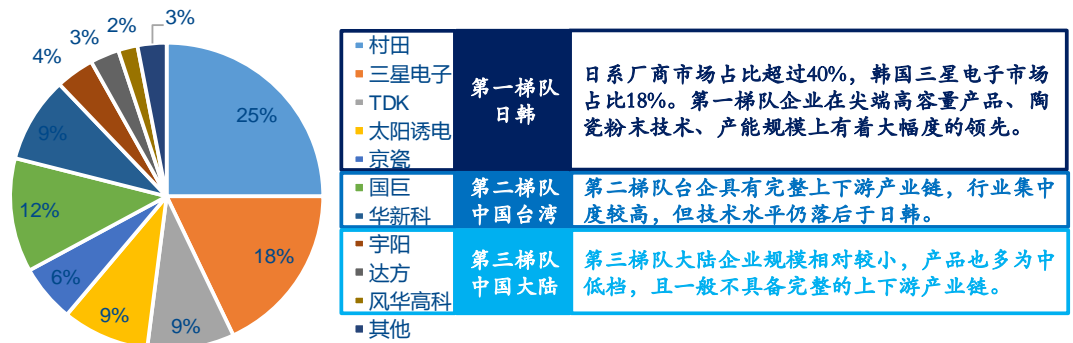 3%
2%
3%
4%
9%
12%
6%
9%
9%
18%
25%
村田
三星电子
TDK
太阳诱电
京瓷
国巨
华新科
宇阳
达方
风华高科
其他
第一梯队
日韩
日系厂商市场占比超过40%，韩国三星电子市场
占比18%。第一梯队企业在尖端高容量产品、陶
瓷粉末技术、产能规模上有着大幅度的领先。
第二梯队
中国台湾
第二梯队台企具有完整上下游产业链，行业集中
度较高，但技术水平仍落后于日韩。
第三梯队
中国大陆
第三梯队大陆企业规模相对较小，产品也多为中
低档，且一般不具备完整的上下游产业链。